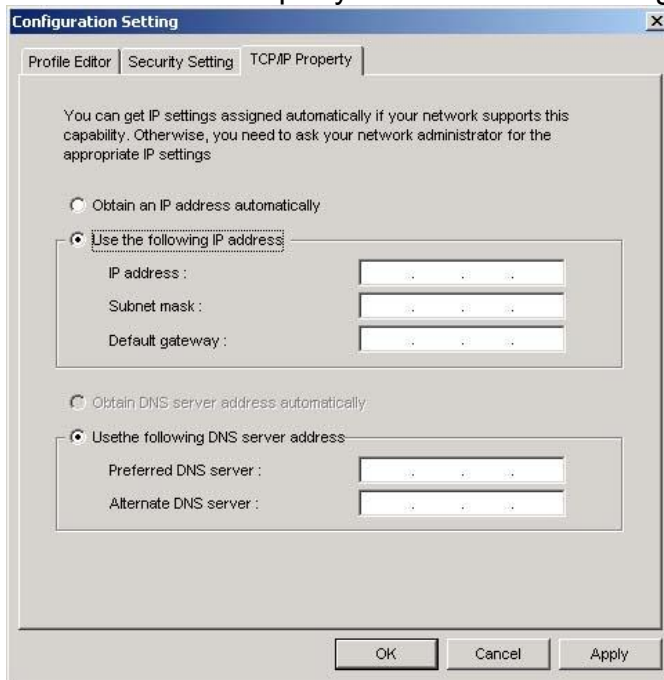 Configuration Setting
Profile Editor
Security Setting
TCP/IP Property
You can get IP settings assigned automatically if your network supports this
capability. Otherwise, you need to ask your network administrator for the
appropriate IP settings
Obtain an IP address automatically
Use the following IP address
IP address :
Subnet mask :
Default gateway :
Obtain DNS server address automatically
Usethe following DNS server address
Preferred DNS server :
Alternate DNS server :
OK
Cancel
Apply